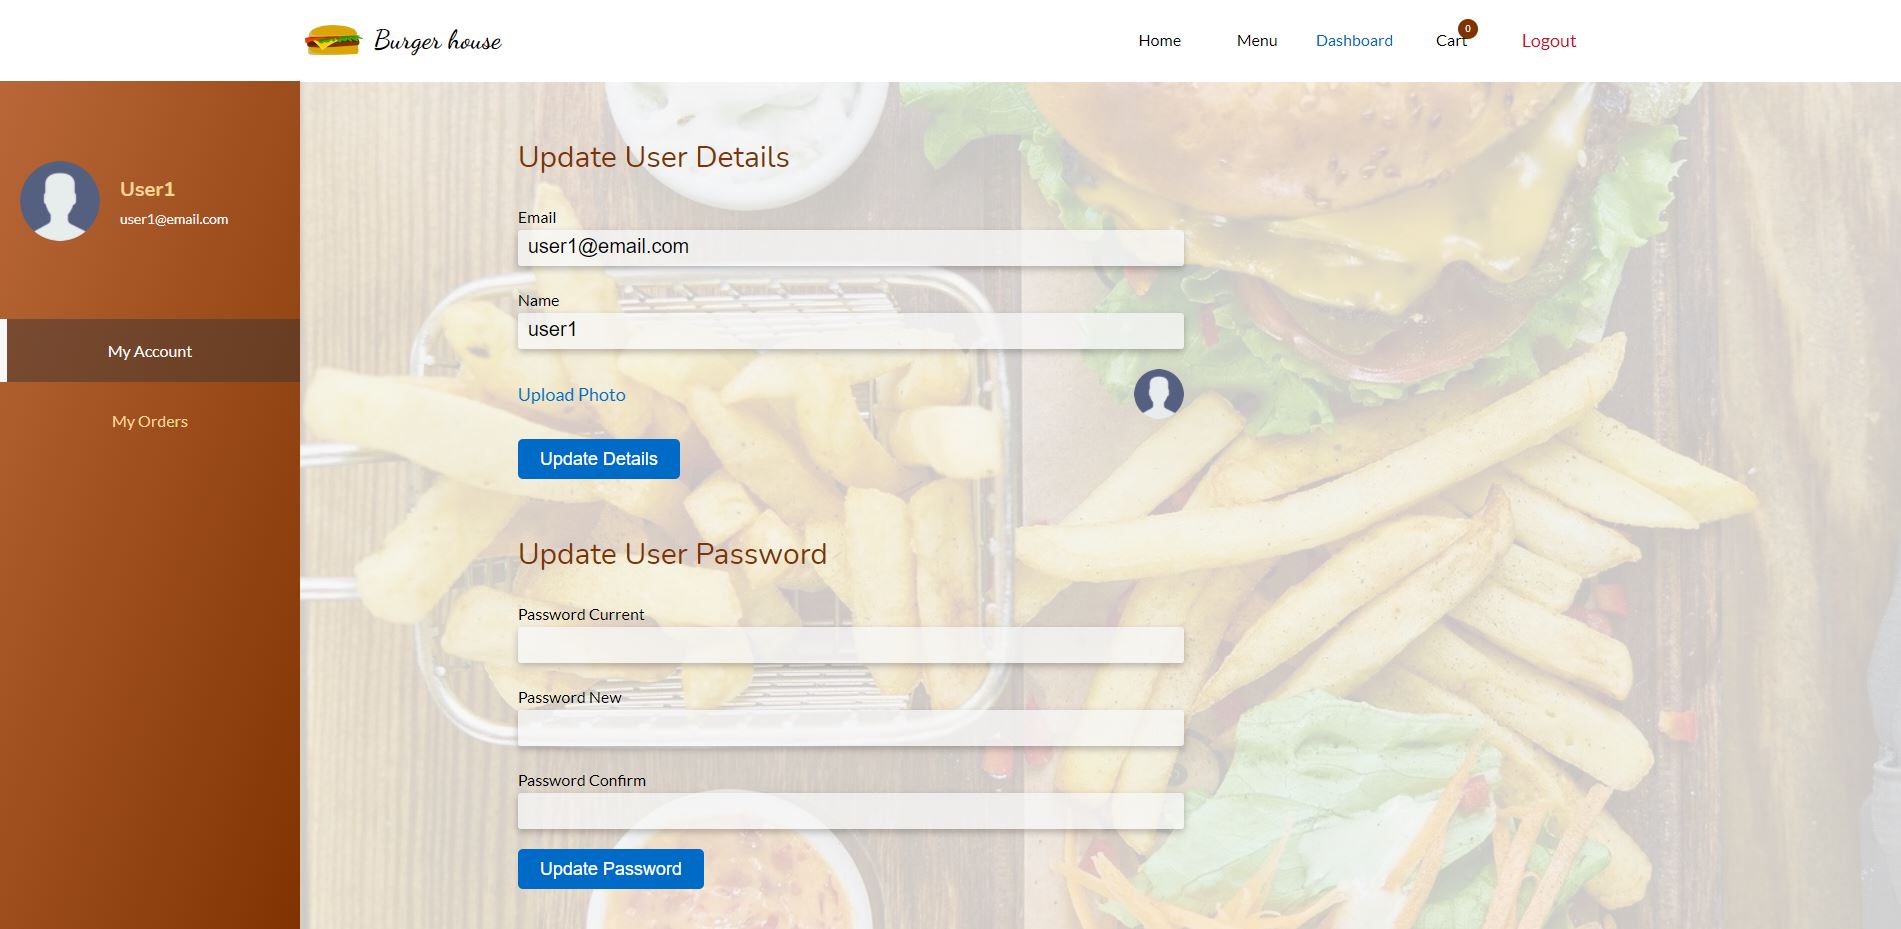 Burger house
Home Menu Dashboard Cart 0 Logout
User1
user1@email.com
My Account
My Orders
Update User Details
Email
user1@email.com
Name
user1
Upload Photo
Update Details
Update User Password
Password Current
Password New
Password Confirm
Update Password